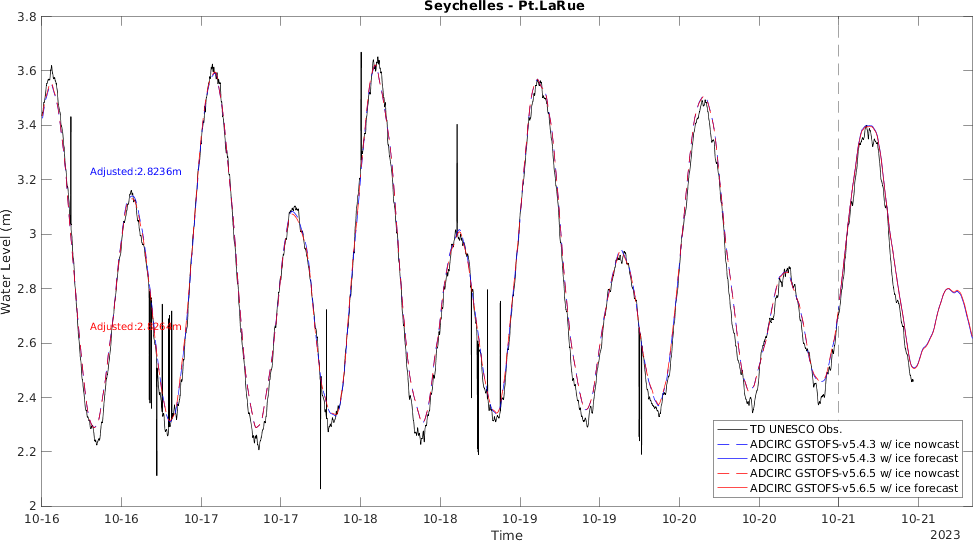 Seychelles - Pt.LaRue
3.8
3.6
3.4
3.2
3
2.8
2.6
2.4
2.2
2
Water Level (m)
Adjusted:2.8236m
Adjusted:2.8264m
TD UNESCO Obs.
ADCIRC GSTOFS-v5.4.3 w/ ice nowcast
ADCIRC GSTOFS-v5.4.3 w/ ice forecast
ADCIRC GSTOFS-v5.6.5 w/ ice nowcast
ADCIRC GSTOFS-v5.6.5 w/ ice forecast
10-16 10-16 10-17 10-17 10-18 10-18 10-19 10-19 10-20 10-20 10-21 10-21
Time
2023